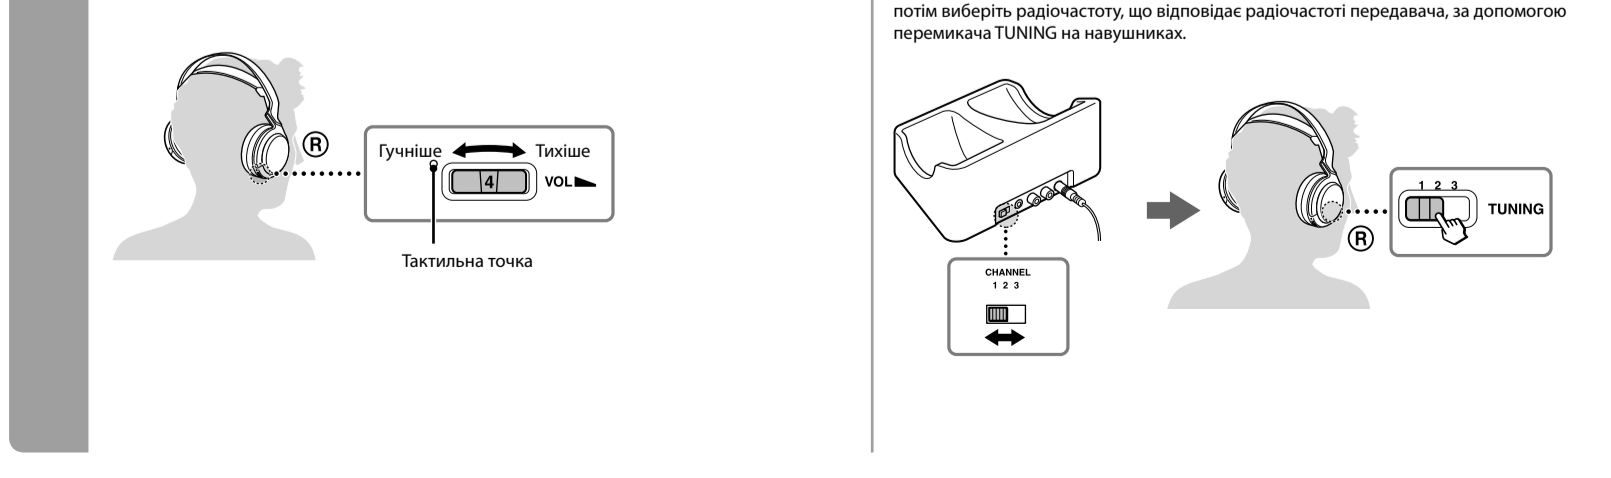 Ⓡ
Гучніше Тихіше
4 VOL
Тактильна точка
потім виберіть радіочастоту, що відповідає радіочастоті передавача, за допомогою
перемикача TUNING на навушниках.
CHANNEL
1 2 3
Ⓡ
1 2 3
TUNING